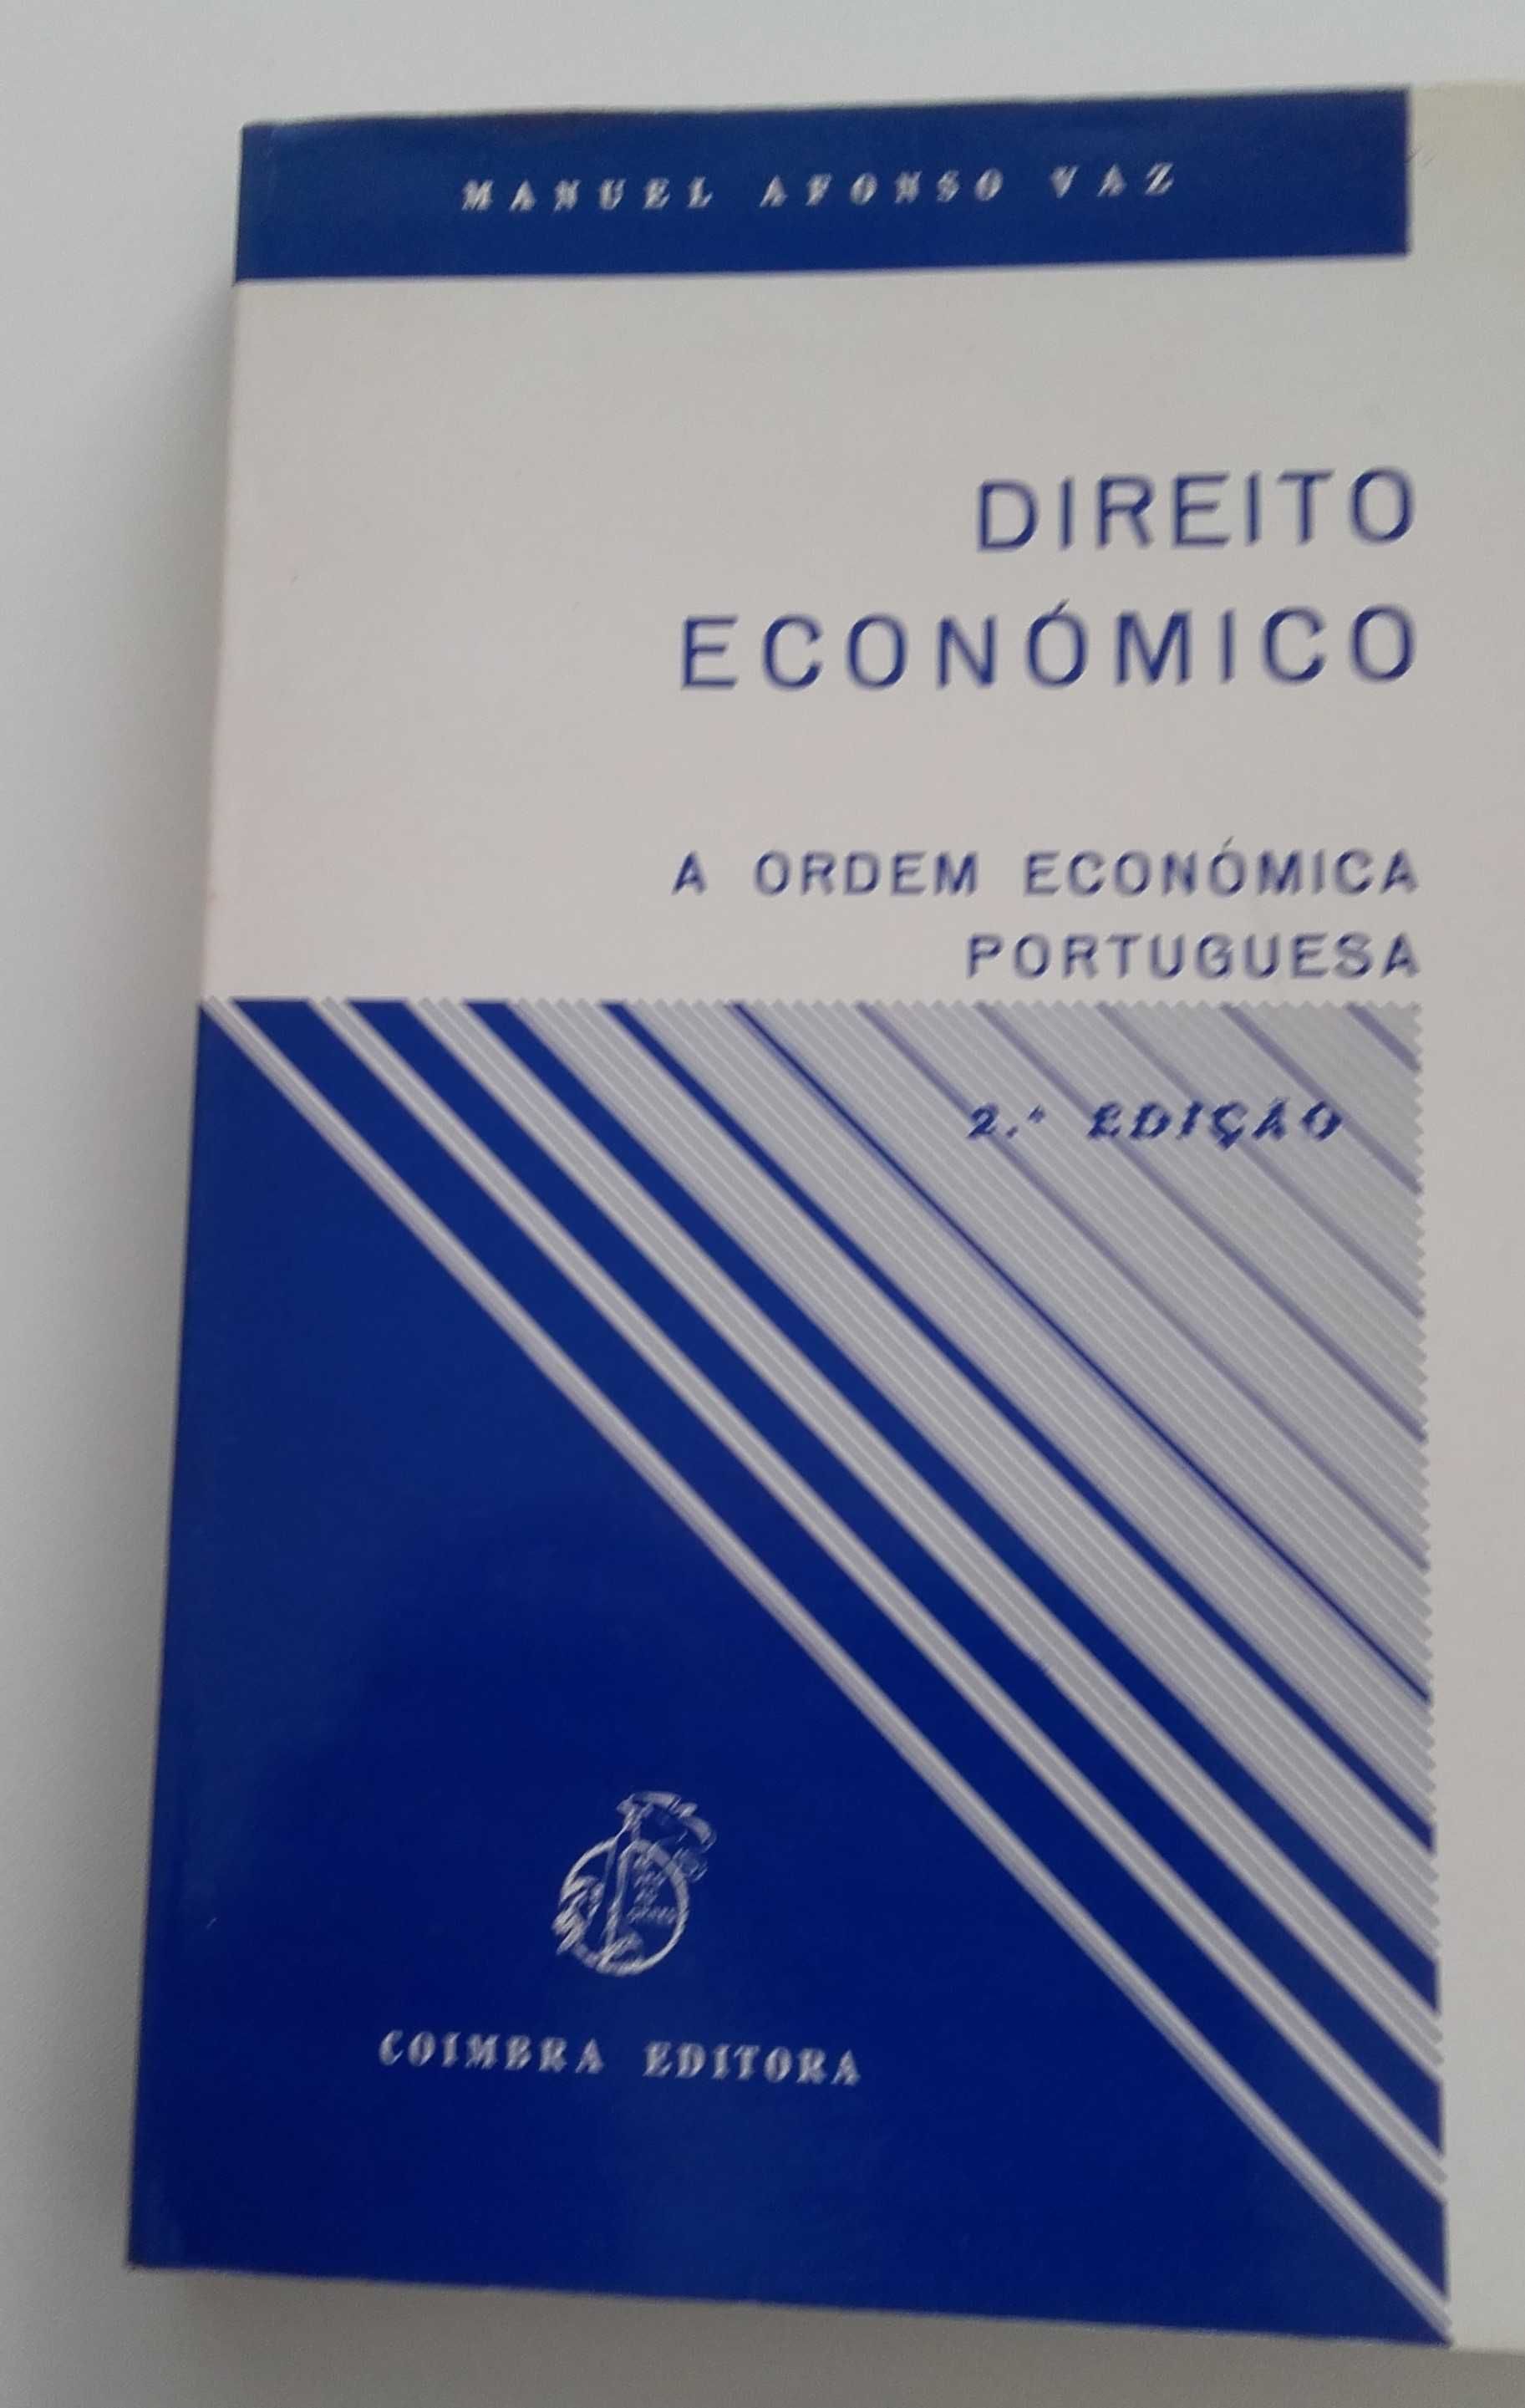 MANUEL AFONSO VAZ
DIREITO
ECONÓMICO
A ORDEM ECONÓMICA
PORTUGUESA
2.ª EDIÇÃO
COIMBRA EDITORA